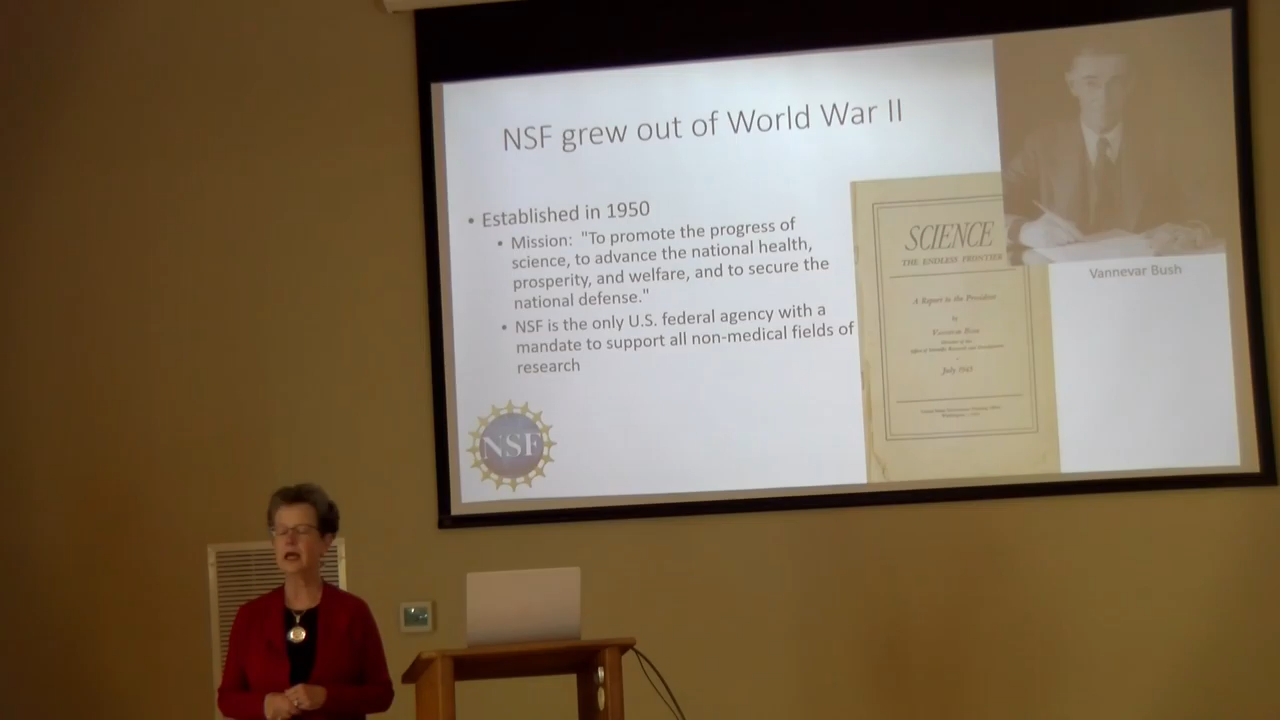 NSF grew out of World War II
• Established in 1950
• Mission: "To promote the progress of
science, to advance the national health,
prosperity, and welfare, and to secure the
national defense."
• NSF is the only U.S. federal agency with a
mandate to support all non-medical fields of
research
NSF
SCIENCE
THE ENDLESS FRONTIER
A Report to the President
by
Vannevar Bush
July 1945
Vannevar Bush